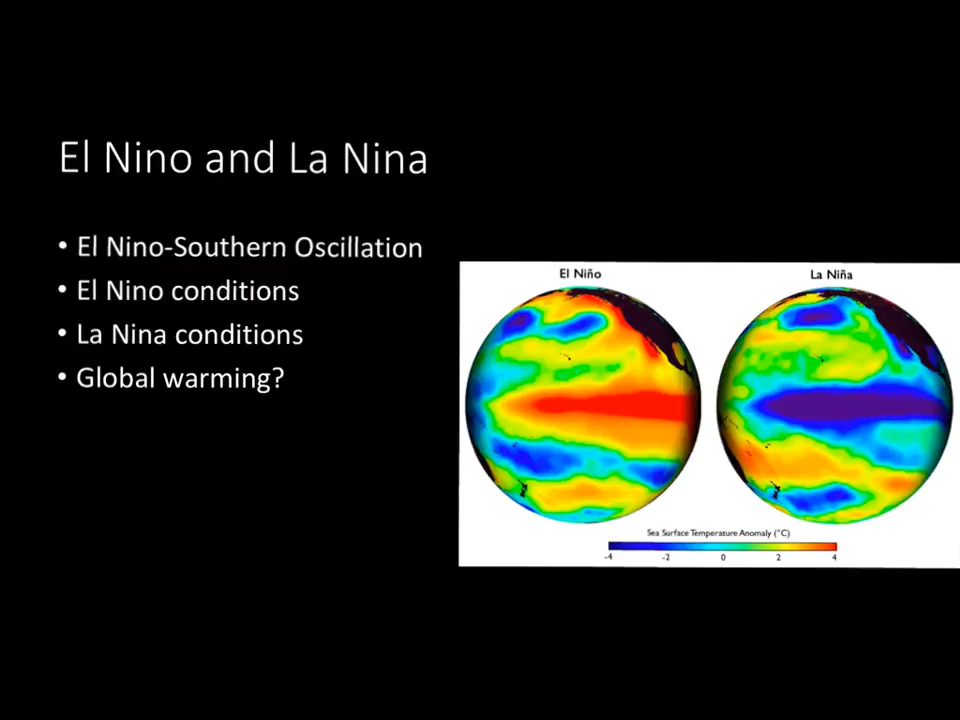 El Nino and La Nina
• El Nino-Southern Oscillation
• El Nino conditions
• La Nina conditions
• Global warming?
El Niño
La Niña
Sea Surface Temperature Anomaly (°C)
-4 -2 0 2 4